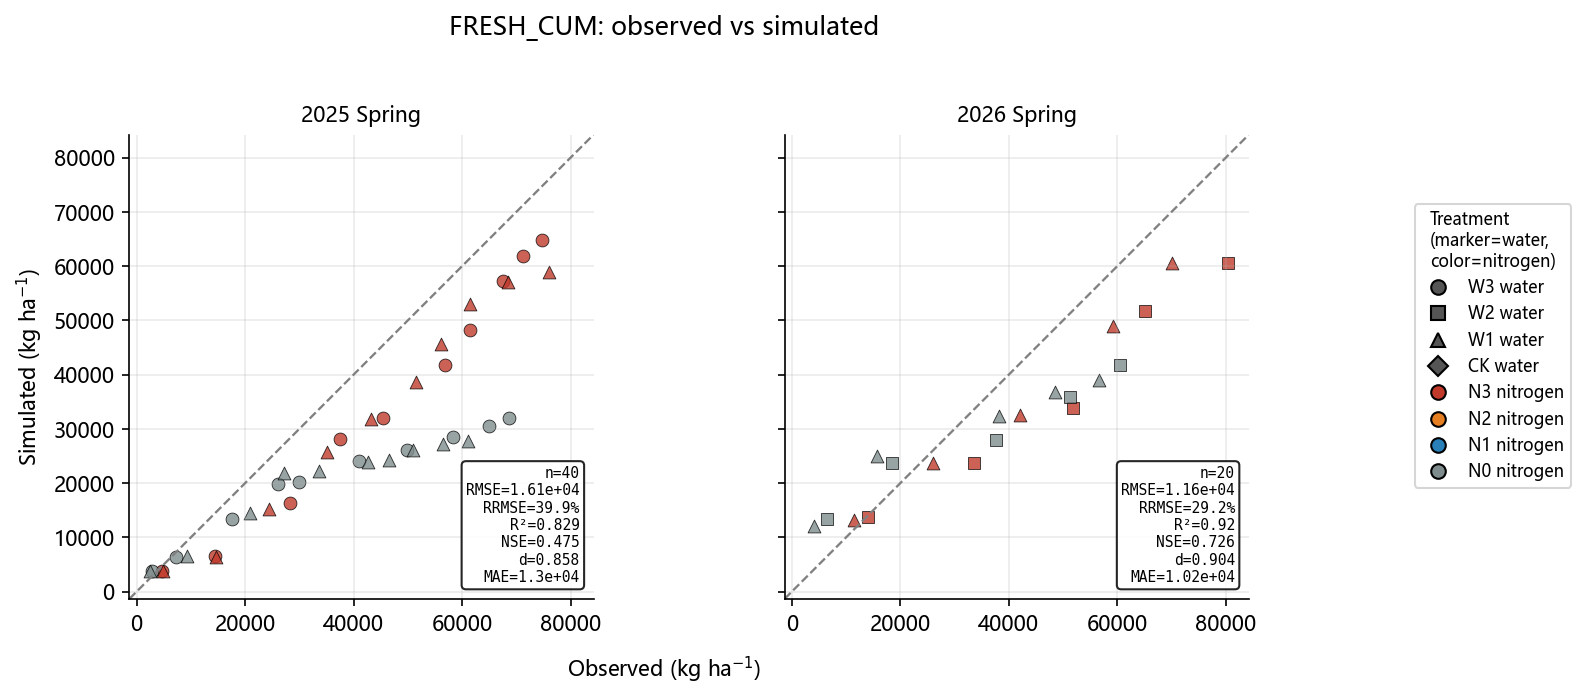 FRESH_CUM: observed vs simulated
2025 Spring
2026 Spring
Simulated (kg ha⁻¹)
80000
70000
60000
50000
40000
30000
20000
10000
0
0 20000 40000 60000 80000
0 20000 40000 60000 80000
Observed (kg ha⁻¹)
n=40
RMSE=1.61e+04
RRMSE=39.9%
R²=0.829
NSE=0.475
d=0.858
MAE=1.3e+04
n=20
RMSE=1.16e+04
RRMSE=29.2%
R²=0.92
NSE=0.726
d=0.904
MAE=1.02e+04
Treatment
(marker=water,
color=nitrogen)
W3 water
W2 water
W1 water
CK water
N3 nitrogen
N2 nitrogen
N1 nitrogen
N0 nitrogen